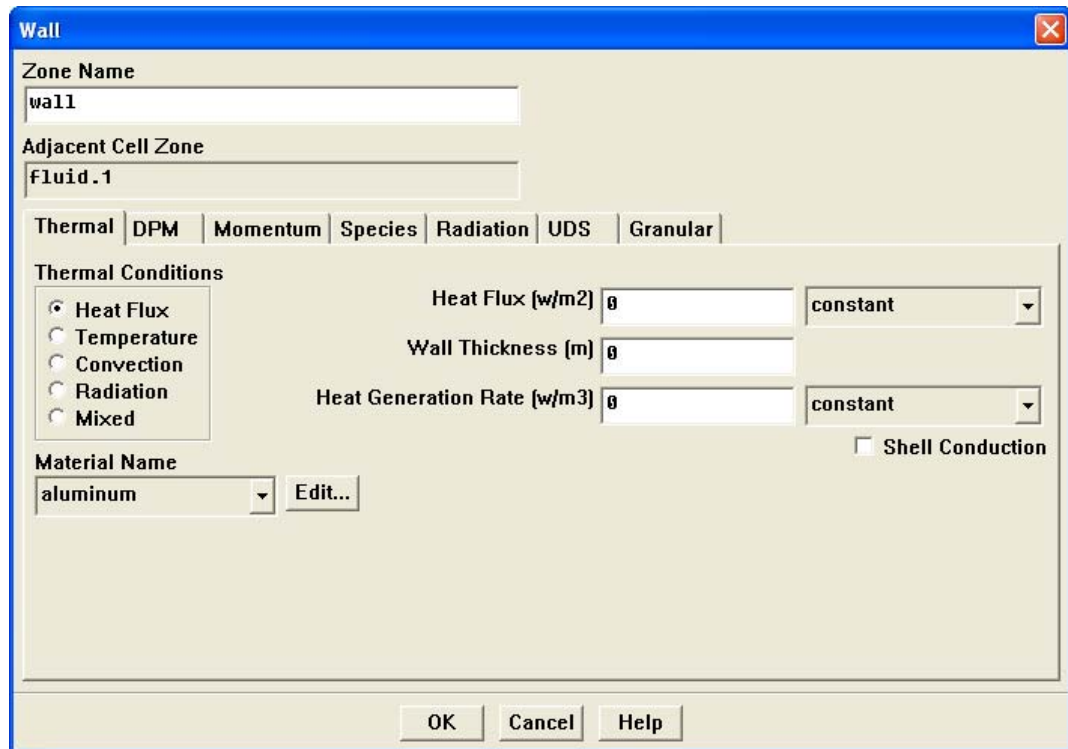 Wall
Zone Name
wall
Adjacent Cell Zone
fluid.1
Thermal DPM Momentum Species Radiation UDS Granular
Thermal Conditions
Heat Flux
Temperature
Convection
Radiation
Mixed
Heat Flux (w/m2) 0 constant
Wall Thickness (m) 0
Heat Generation Rate (w/m3) 0 constant
Shell Conduction
Material Name
aluminum Edit...
OK Cancel Help